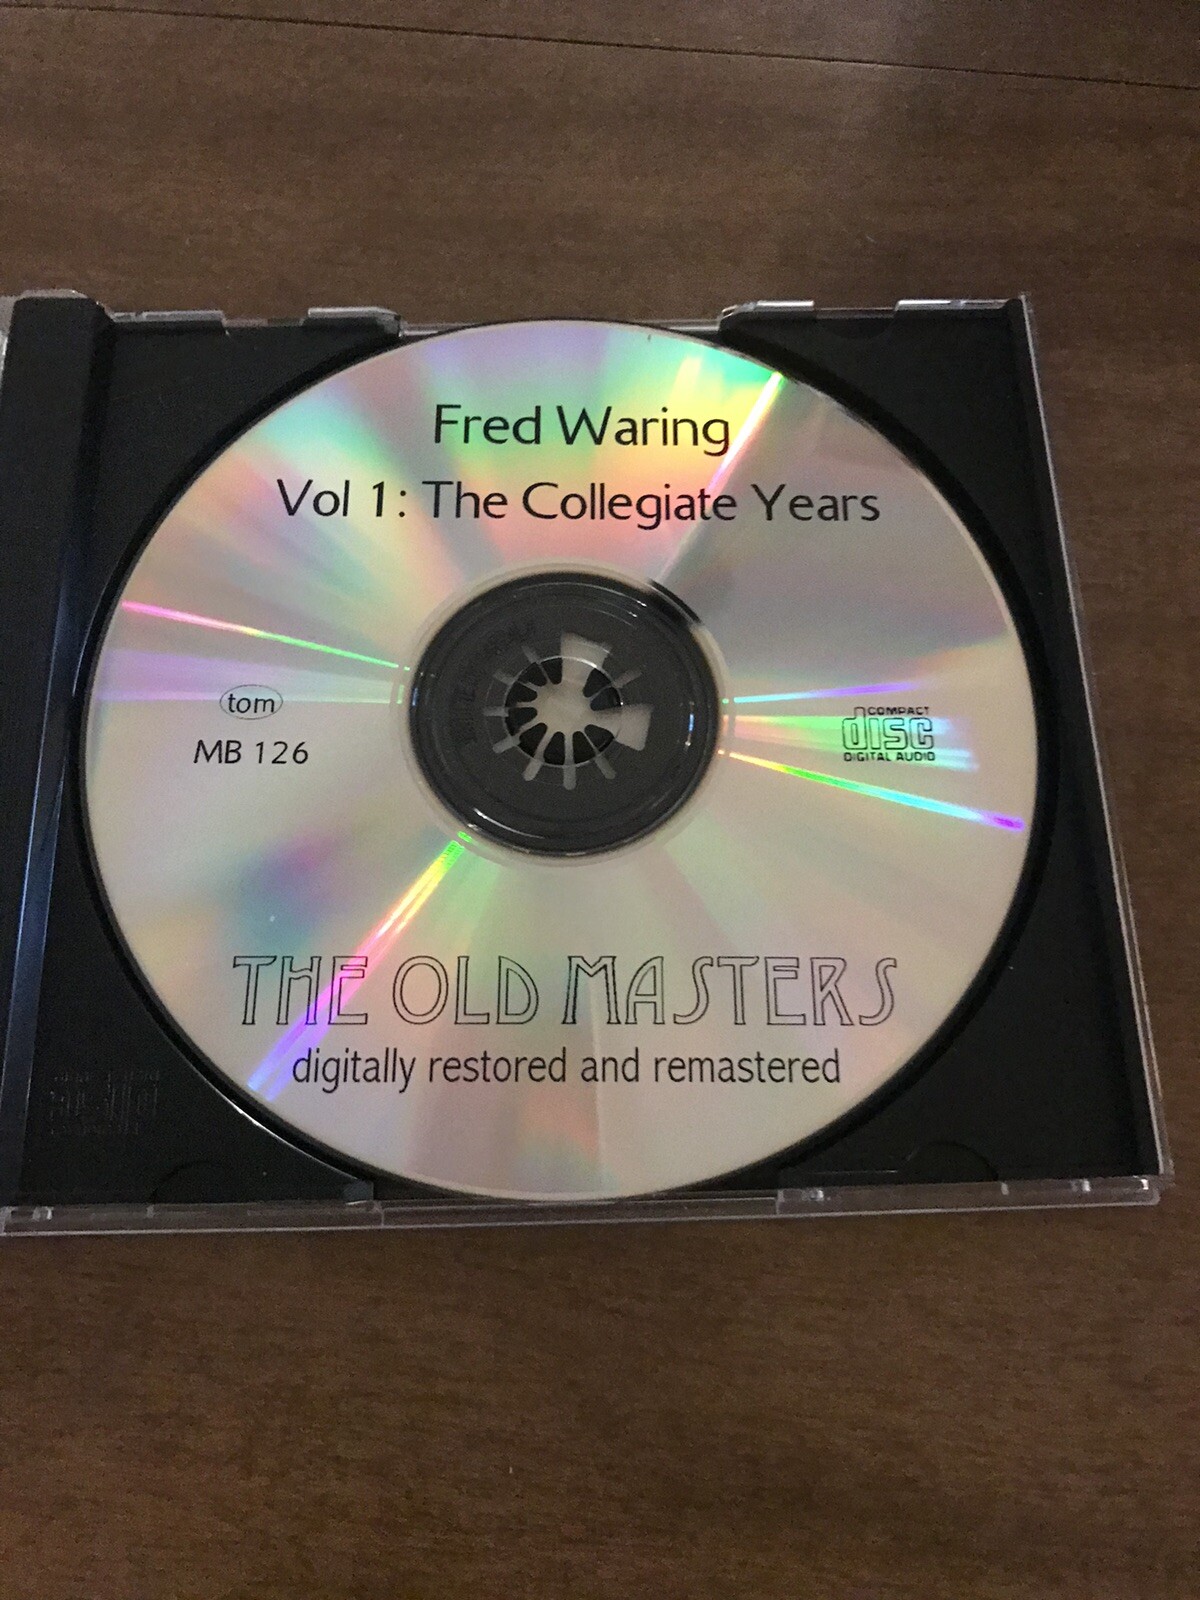 Fred Waring
Vol 1: The Collegiate Years
tom
MB 126
COMPACT
disc
DIGITAL AUDIO
THE OLD MASTERS
digitally restored and remastered